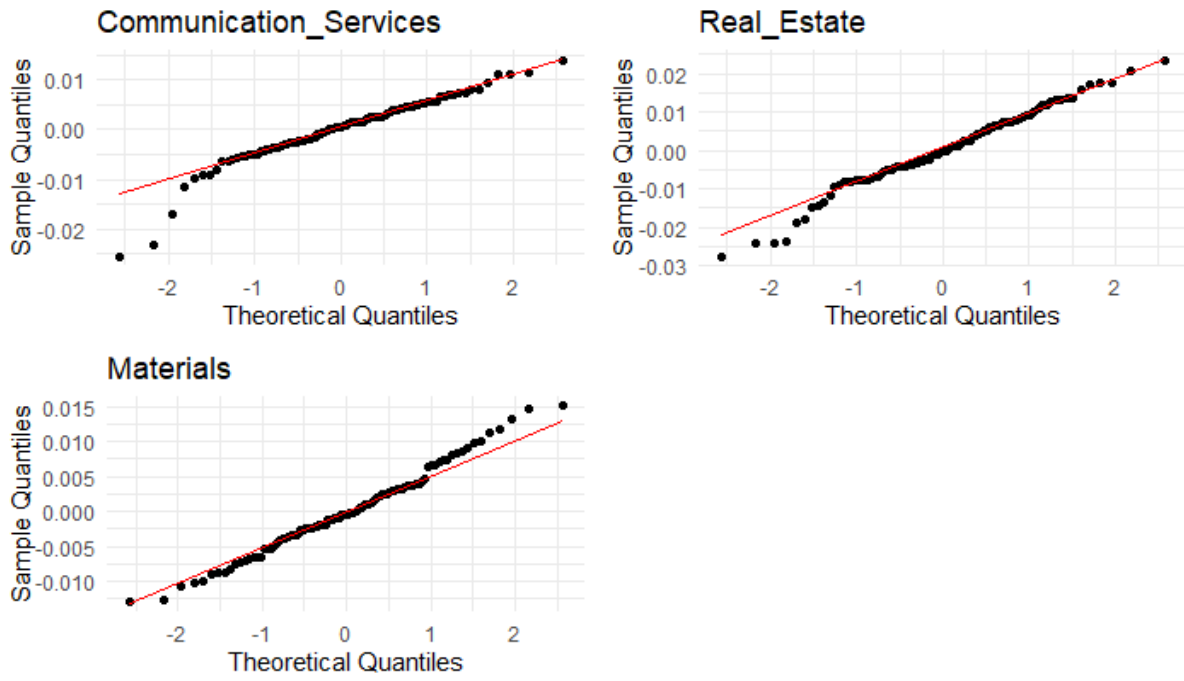 Communication_Services
Sample Quantiles
0.01
0.00
-0.01
-0.02
-2 -1 0 1 2
Theoretical Quantiles
Real_Estate
Sample Quantiles
0.02
0.01
0.00
-0.01
-0.02
-0.03
-2 -1 0 1 2
Theoretical Quantiles
Materials
Sample Quantiles
0.015
0.010
0.005
0.000
-0.005
-0.010
-2 -1 0 1 2
Theoretical Quantiles